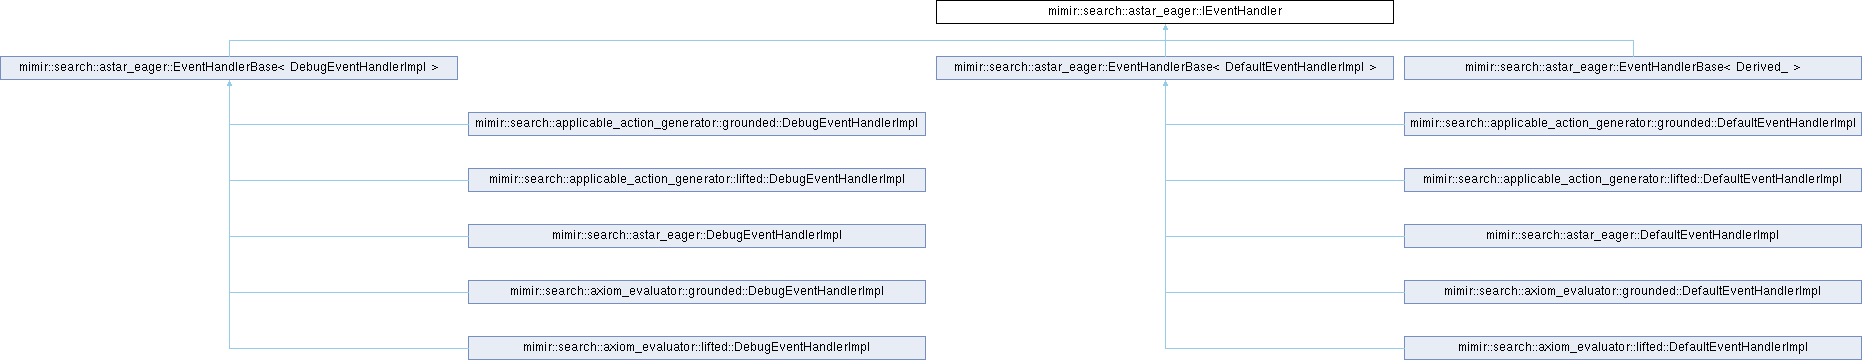 mimir::search::astar_eager::IEventHandler
mimir::search::astar_eager::EventHandlerBase< DebugEventHandlerImpl >
mimir::search::astar_eager::EventHandlerBase< DefaultEventHandlerImpl >
mimir::search::astar_eager::EventHandlerBase< Derived_ >
mimir::search::applicable_action_generator::grounded::DebugEventHandlerImpl
mimir::search::applicable_action_generator::grounded::DefaultEventHandlerImpl
mimir::search::applicable_action_generator::lifted::DebugEventHandlerImpl
mimir::search::applicable_action_generator::lifted::DefaultEventHandlerImpl
mimir::search::astar_eager::DebugEventHandlerImpl
mimir::search::astar_eager::DefaultEventHandlerImpl
mimir::search::axiom_evaluator::grounded::DebugEventHandlerImpl
mimir::search::axiom_evaluator::grounded::DefaultEventHandlerImpl
mimir::search::axiom_evaluator::lifted::DebugEventHandlerImpl
mimir::search::axiom_evaluator::lifted::DefaultEventHandlerImpl